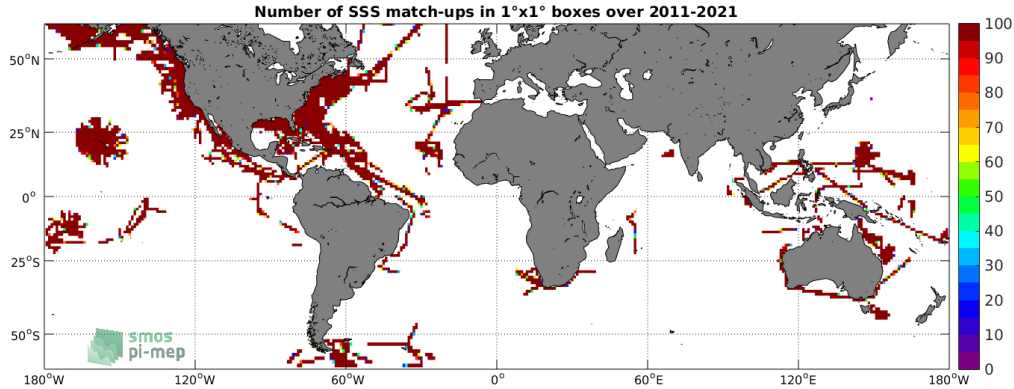 Number of SSS match-ups in 1°x1° boxes over 2011-2021
50°N
25°N
0°
25°S
50°S
180°W
120°W
60°W
0°
60°E
120°E
180°W
100
90
80
70
60
50
40
30
20
10
0
smos
pi-mep